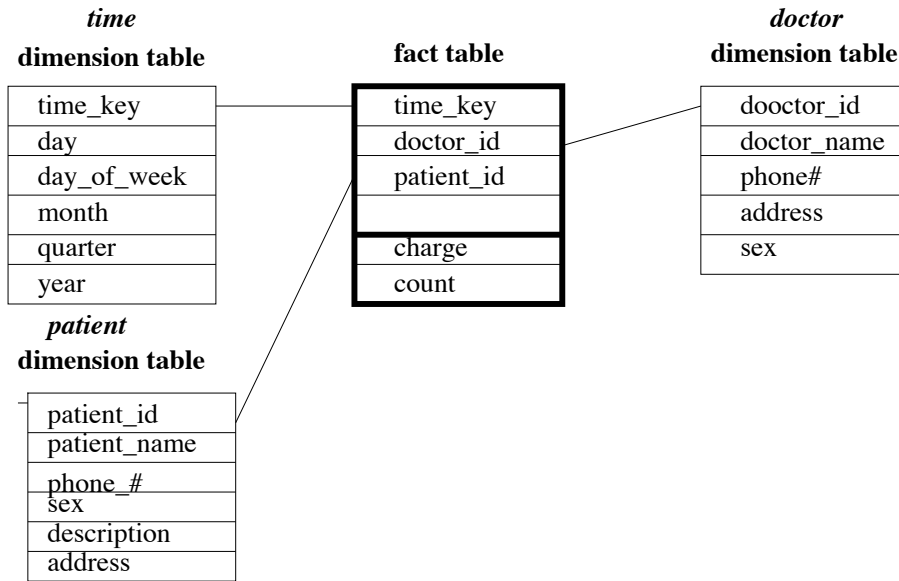 time
dimension table
time_key
day
day_of_week
month
quarter
year
fact table
time_key
doctor_id
patient_id
charge
count
doctor
dimension table
dooctor_id
doctor_name
phone#
address
sex
patient
dimension table
patient_id
patient_name
phone_#
sex
description
address